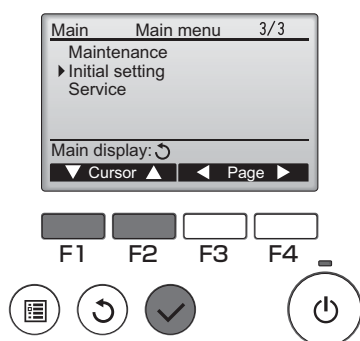 Main Main menu 3/3
Maintenance
Initial setting
Service
Main display:
Cursor Page
F1 F2 F3 F4